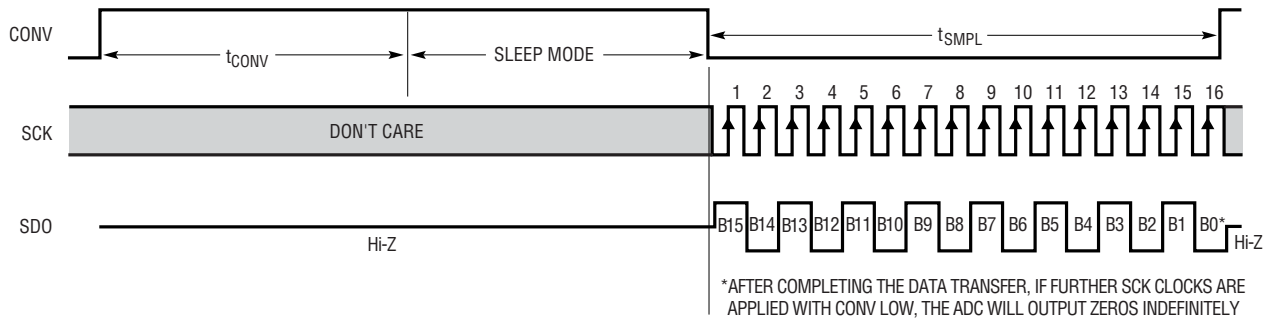 CONV
tCONV
SLEEP MODE
tSMPL
1 2 3 4 5 6 7 8 9 10 11 12 13 14 15 16
SCK
DON'T CARE
SDO
Hi-Z
B15 B14 B13 B12 B11 B10 B9 B8 B7 B6 B5 B4 B3 B2 B1 B0*
Hi-Z
*AFTER COMPLETING THE DATA TRANSFER, IF FURTHER SCK CLOCKS ARE
APPLIED WITH CONV LOW, THE ADC WILL OUTPUT ZEROS INDEFINITELY